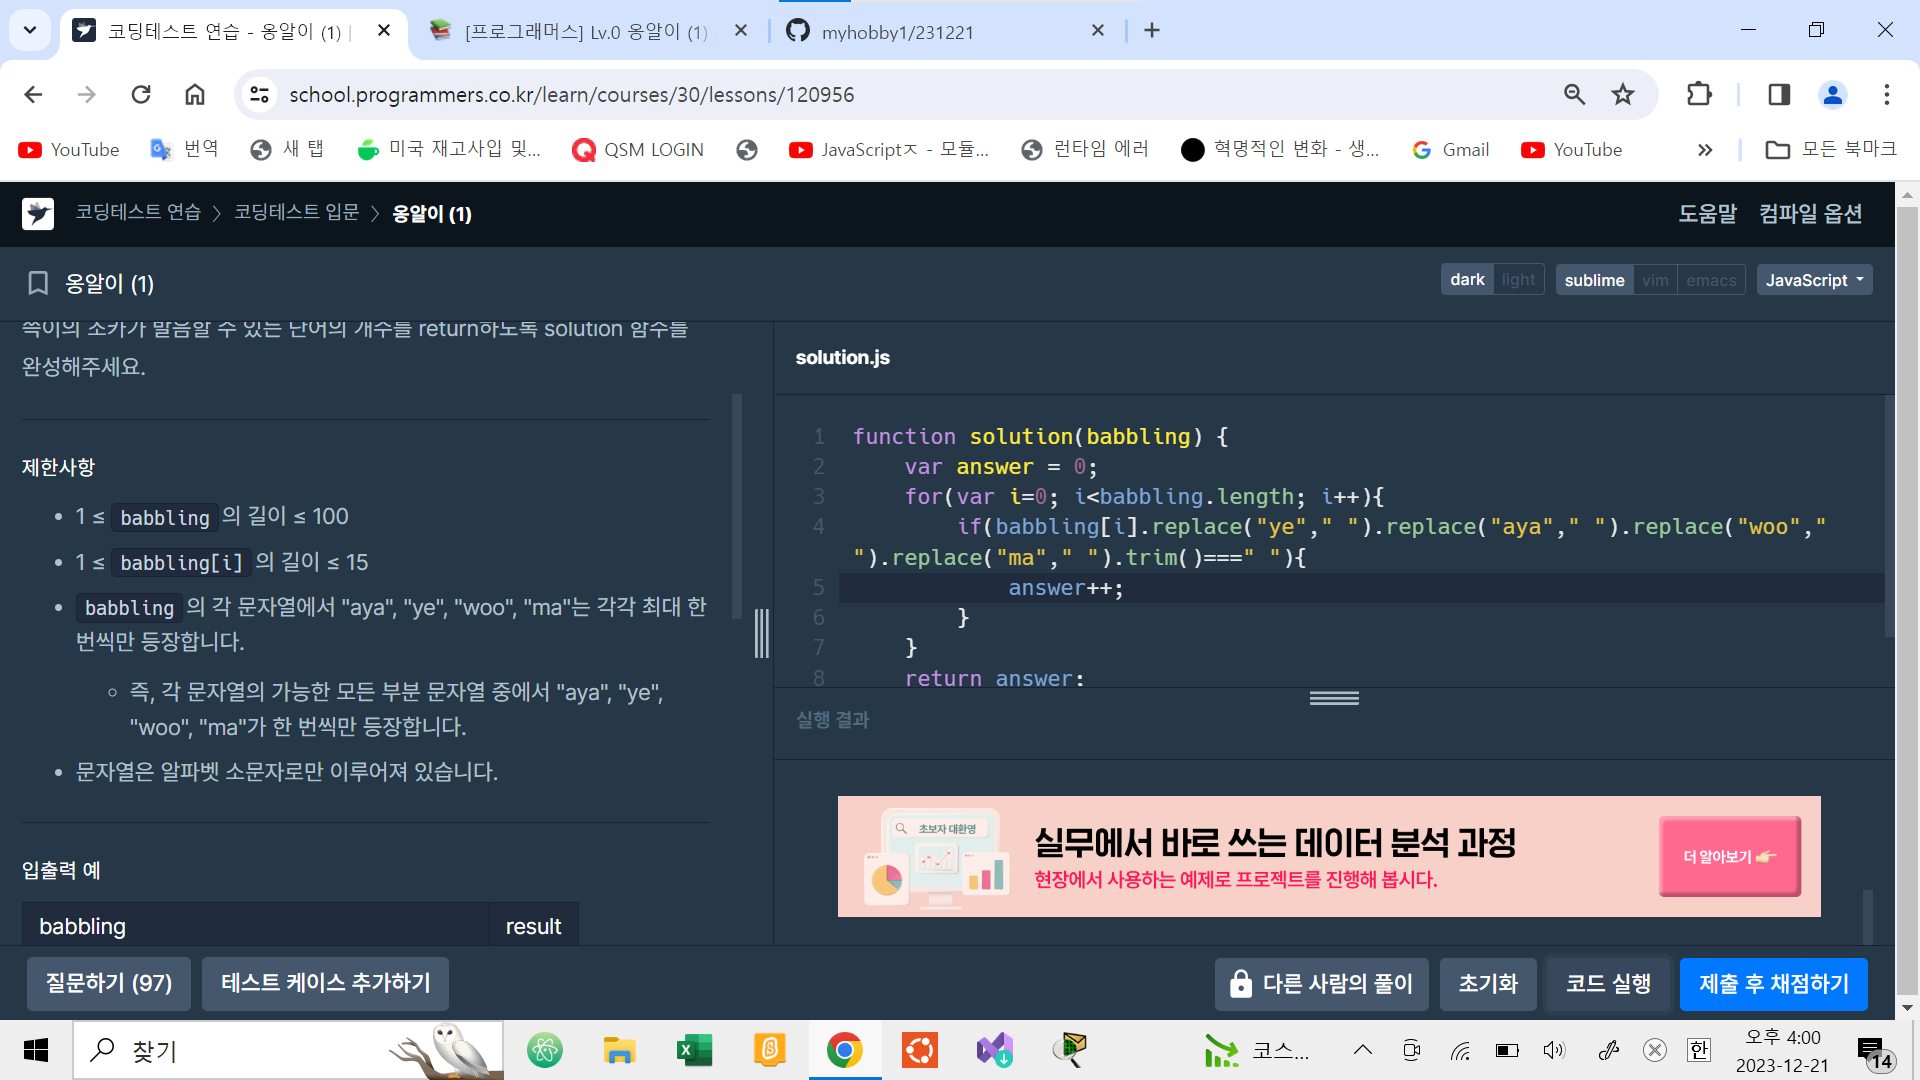 코딩테스트 연습 - 옹알이 (1) |
[프로그래머스] Lv.0 옹알이 (1)
myhobby1/231221
school.programmers.co.kr/learn/courses/30/lessons/120956
YouTube
번역
새 탭
미국 재고사입 및...
QSM LOGIN
JavaScriptㅈ - 모듈...
런타임 에러
혁명적인 변화 - 생...
Gmail
YouTube
모든 북마크
코딩테스트 연습
코딩테스트 입문
옹알이 (1)
도움말
컴파일 옵션
옹알이 (1)
dark
light
sublime
vim
emacs
JavaScript
쪽이의 조카가 발음할 수 있는 단어의 개수를 return하도록 solution 함수를
완성해주세요.
제한사항
• 1 ≤ babbling 의 길이 ≤ 100
• 1 ≤ babbling[i] 의 길이 ≤ 15
• babbling 의 각 문자열에서 "aya", "ye", "woo", "ma"는 각각 최대 한
번씩만 등장합니다.
◦ 즉, 각 문자열의 가능한 모든 부분 문자열 중에서 "aya", "ye",
"woo", "ma"가 한 번씩만 등장합니다.
• 문자열은 알파벳 소문자로만 이루어져 있습니다.
입출력 예
babbling result
solution.js
1 function solution(babbling) {
2 var answer = 0;
3 for(var i=0; i<babbling.length; i++){
4 if(babbling[i].replace("ye"," ").replace("aya"," ").replace("woo","
").replace("ma"," ").trim()===" "){
5 answer++;
6 }
7 }
8 return answer;
실행 결과
초보자 대환영
실무에서 바로 쓰는 데이터 분석 과정
현장에서 사용하는 예제로 프로젝트를 진행해 봅시다.
더 알아보기
질문하기 (97)
테스트 케이스 추가하기
다른 사람의 풀이
초기화
코드 실행
제출 후 채점하기
찾기
코스...
한
오후 4:00
2023-12-21
14